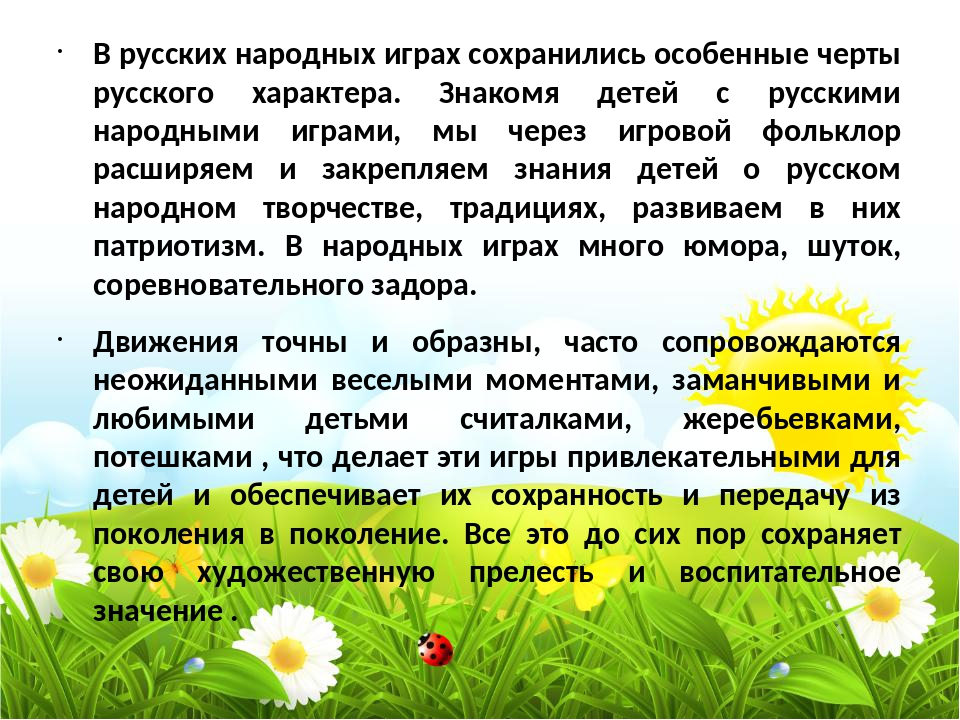 · В русских народных играх сохранились особенные черты
русского характера. Знакомя детей с русскими
народными играми, мы через игровой фольклор
расширяем и закрепляем знания детей о русском
народном творчестве, традициях, развиваем в них
патриотизм. В народных играх много юмора, шуток,
соревновательного задора.
· Движения точны и образны, часто сопровождаются
неожиданными веселыми моментами, заманчивыми и
любимыми детьми считалками, жеребьевками,
потешками , что делает эти игры привлекательными для
детей и обеспечивает их сохранность и передачу из
поколения в поколение. Все это до сих пор сохраняет
свою художественную прелесть и воспитательное
значение .